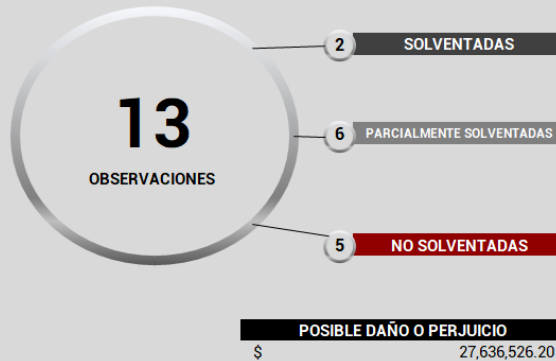 13
OBSERVACIONES
2 SOLVENTADAS
6 PARCIALMENTE SOLVENTADAS
5 NO SOLVENTADAS
POSIBLE DAÑO O PERJUICIO
$ 27,636,526.20